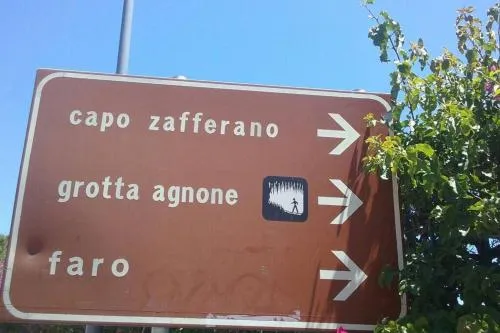 capo zafferano
grotta agnone
faro